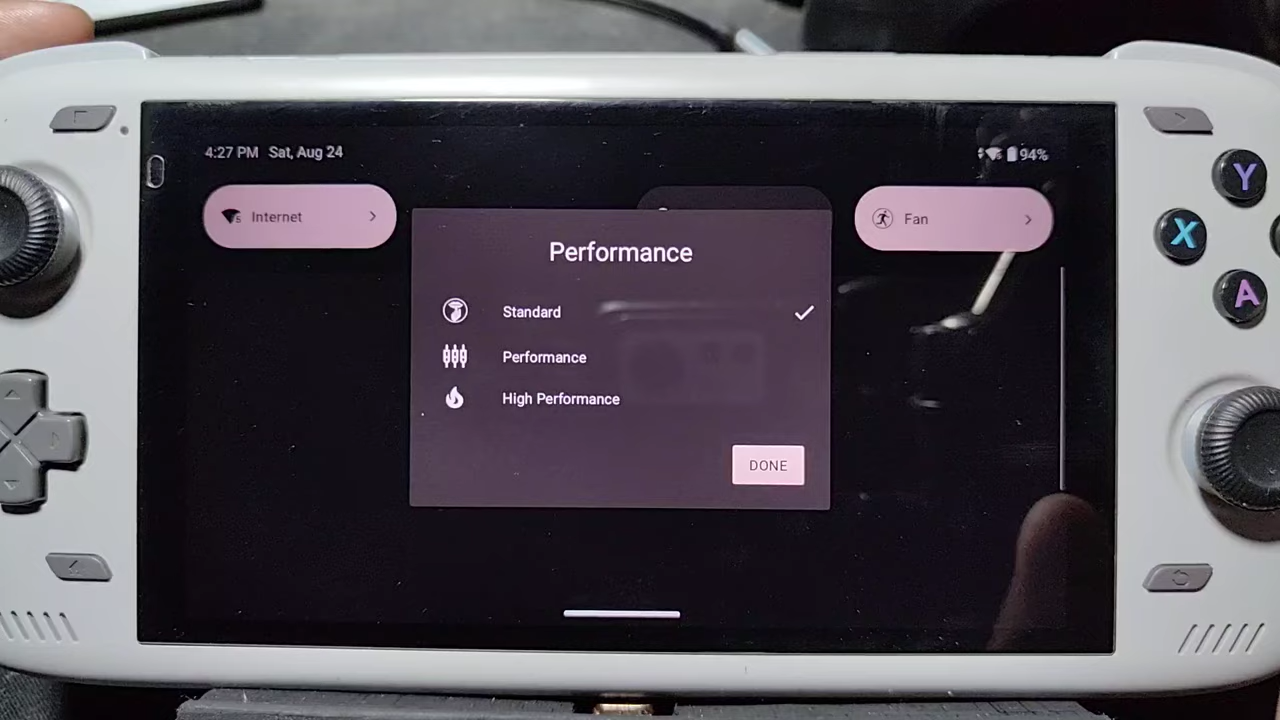 4:27 PM Sat, Aug 24
94%
Internet
Fan
Performance
Standard
Performance
High Performance
DONE
Y
X
A